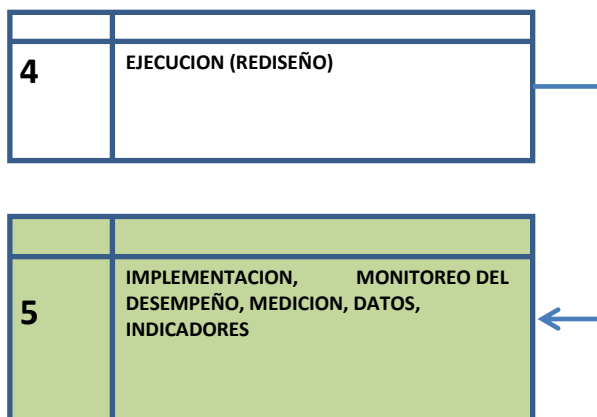 4
EJECUCION (REDISEÑO)
5
IMPLEMENTACION, MONITOREO DEL
DESEMPEÑO, MEDICION, DATOS,
INDICADORES